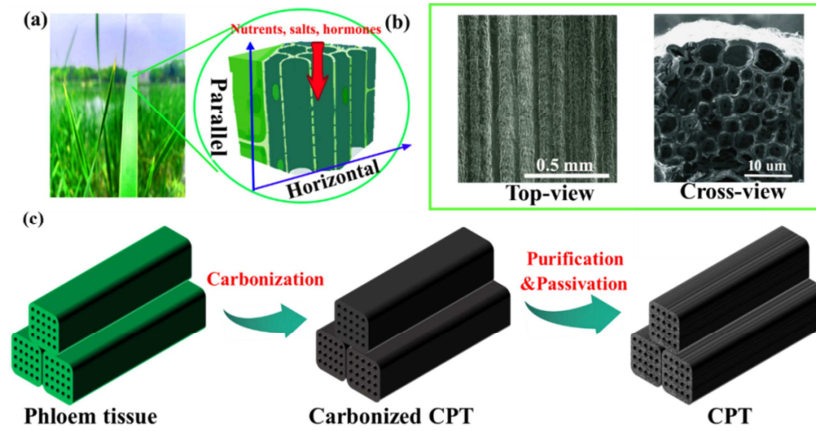 (a)
Nutrents, salts, hormones
(b)
Parallel
Horizontal
0.5 mm
10 um
Top-view
Cross-view
(c)
Carbonization
Purification
&Passivation
Phloem tissue
Carbonized CPT
CPT